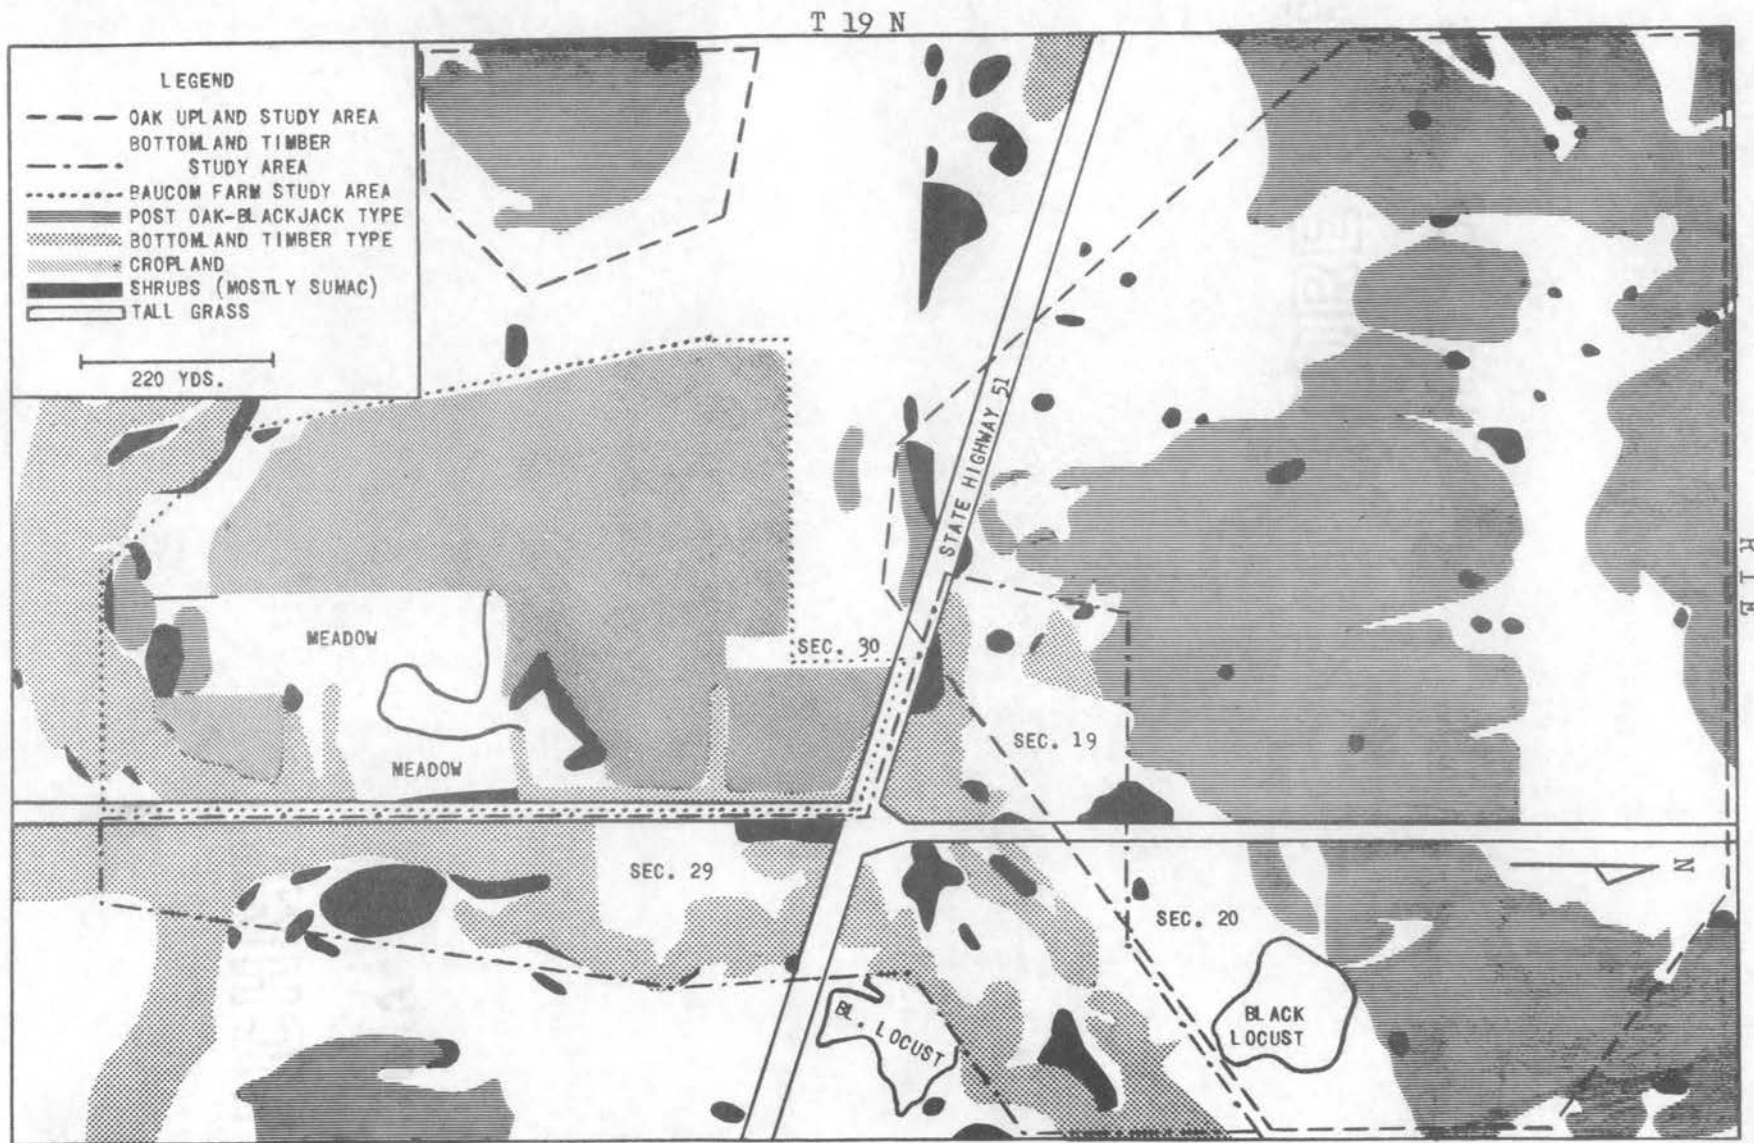 T 19 N
LEGEND
OAK UPLAND STUDY AREA
BOTTOMLAND TIMBER
STUDY AREA
BAUCOM FARM STUDY AREA
POST OAK-BLACKJACK TYPE
BOTTOMLAND TIMBER TYPE
CROPLAND
SHRUBS (MOSTLY SUMAC)
TALL GRASS
220 YDS.
STATE HIGHWAY 51
R 1 E
MEADOW
SEC. 30
MEADOW
SEC. 19
SEC. 29
SEC. 20
N
BL. LOCUST
BLACK
LOCUST